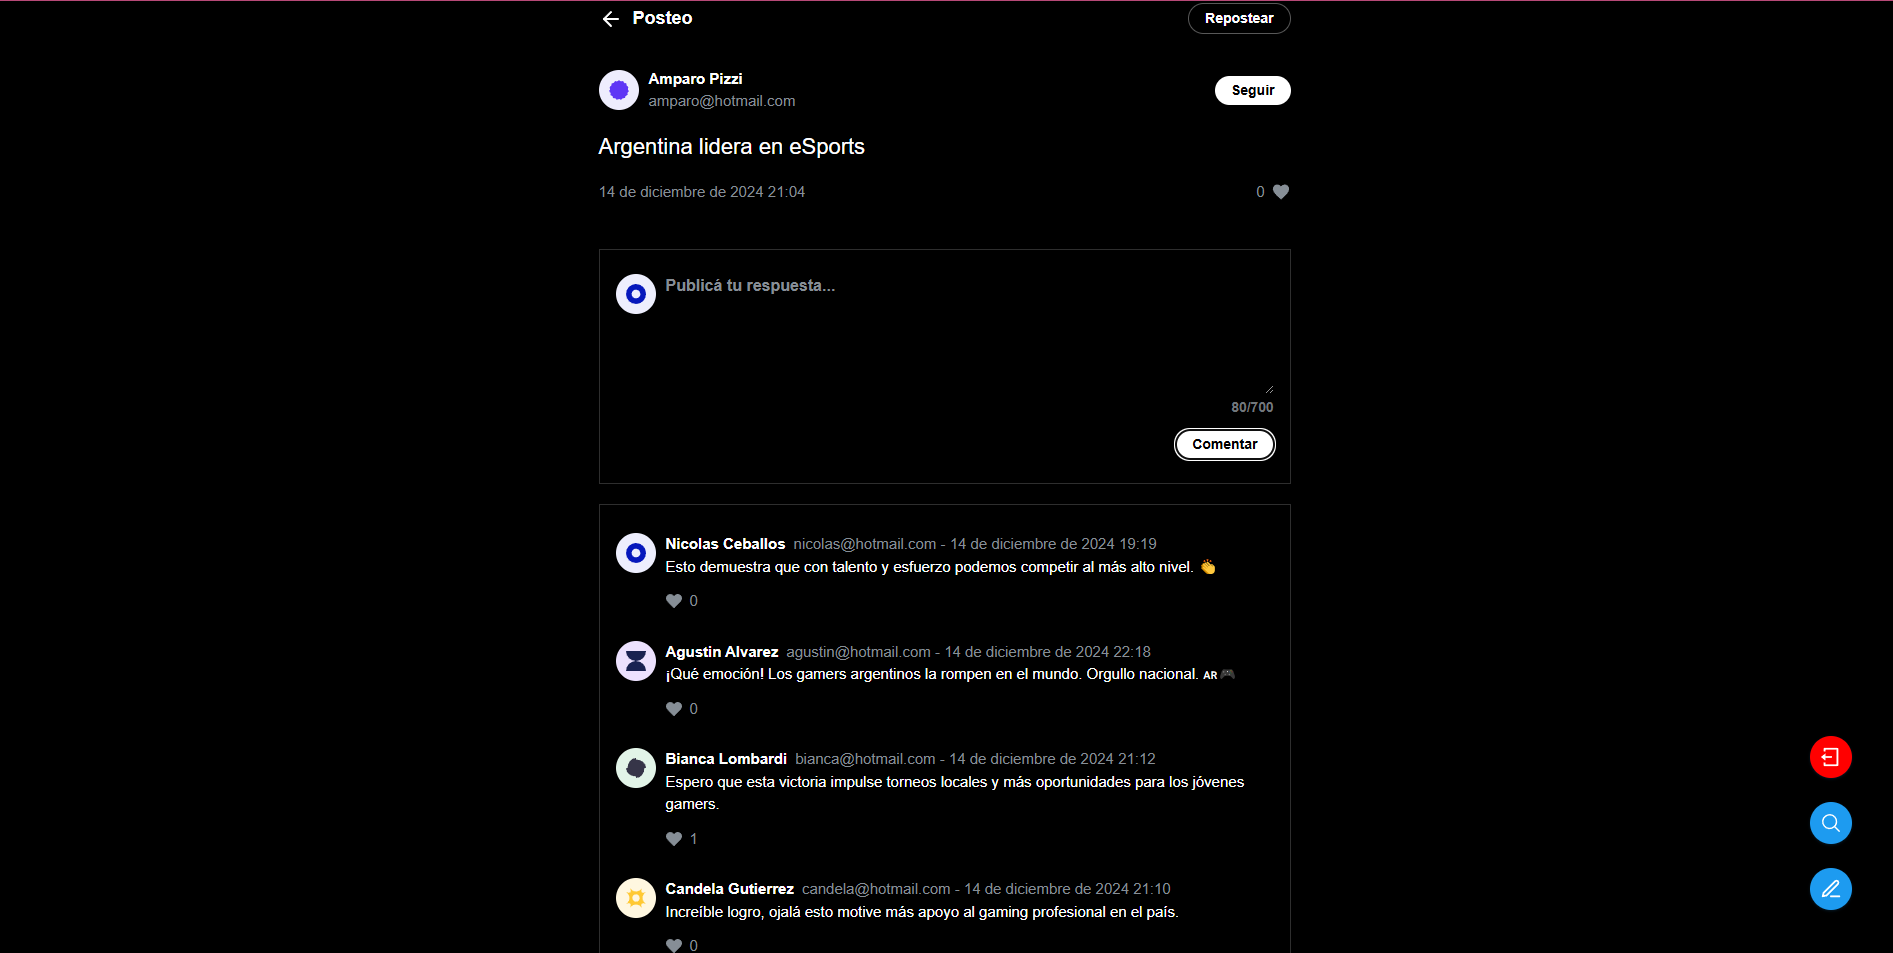 Posteo
Repostear
Amparo Pizzi
amparo@hotmail.com
Seguir
Argentina lidera en eSports
14 de diciembre de 2024 21:04
0
Publicá tu respuesta...
80/700
Comentar
Nicolas Ceballos nicolas@hotmail.com - 14 de diciembre de 2024 19:19
Esto demuestra que con talento y esfuerzo podemos competir al más alto nivel. 👏
0
Agustin Alvarez agustin@hotmail.com - 14 de diciembre de 2024 22:18
¡Qué emoción! Los gamers argentinos la rompen en el mundo. Orgullo nacional. 🇦🇷🎮
0
Bianca Lombardi bianca@hotmail.com - 14 de diciembre de 2024 21:12
Espero que esta victoria impulse torneos locales y más oportunidades para los jóvenes
gamers.
1
Candela Gutierrez candela@hotmail.com - 14 de diciembre de 2024 21:10
Increíble logro, ojalá esto motive más apoyo al gaming profesional en el país.
0